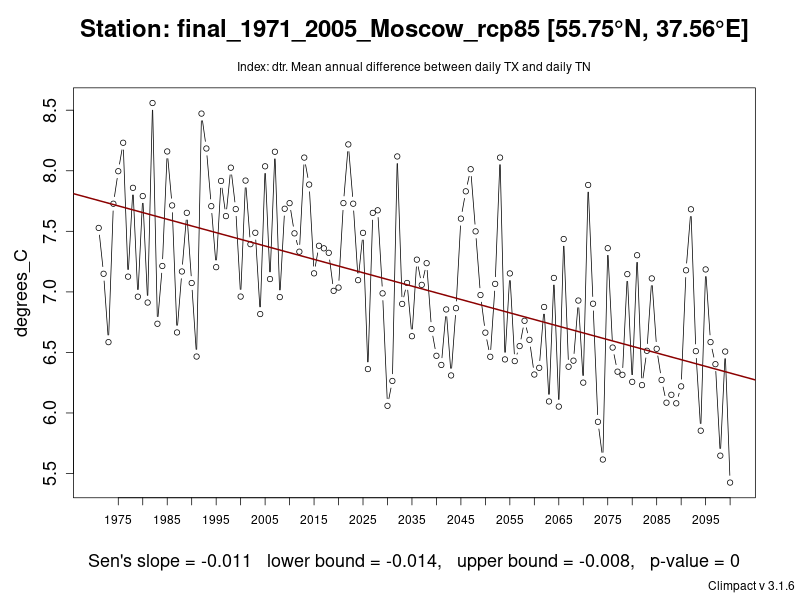 Station: final_1971_2005_Moscow_rcp85 [55.75°N, 37.56°E]
Index: dtr. Mean annual difference between daily TX and daily TN
degrees_C
8.5
8.0
7.5
7.0
6.5
6.0
5.5
1975 1985 1995 2005 2015 2025 2035 2045 2055 2065 2075 2085 2095
Sen's slope = -0.011 lower bound = -0.014, upper bound = -0.008, p-value = 0
Climpact v 3.1.6